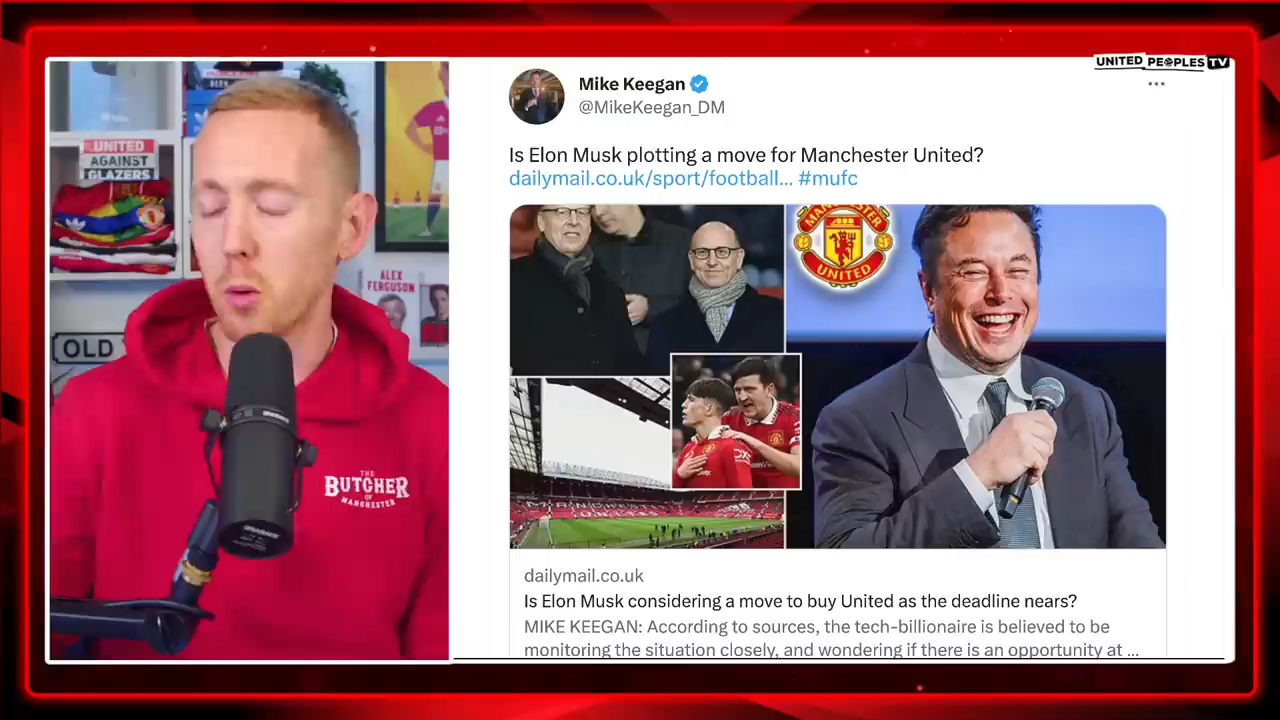 UNITED PEOPLES TV
Mike Keegan
@MikeKeegan_DM
Is Elon Musk plotting a move for Manchester United?
dailymail.co.uk/sport/football... #mufc
MANCHESTER
UNITED
dailymail.co.uk
Is Elon Musk considering a move to buy United as the deadline nears?
MIKE KEEGAN: According to sources, the tech-billionaire is believed to be
monitoring the situation closely, and wondering if there is an opportunity at ...
UNITED
AGAINST
GLAZERS
ALEX
FERGUSON
OLD
THE
BUTCHER
OF
MANCHESTER